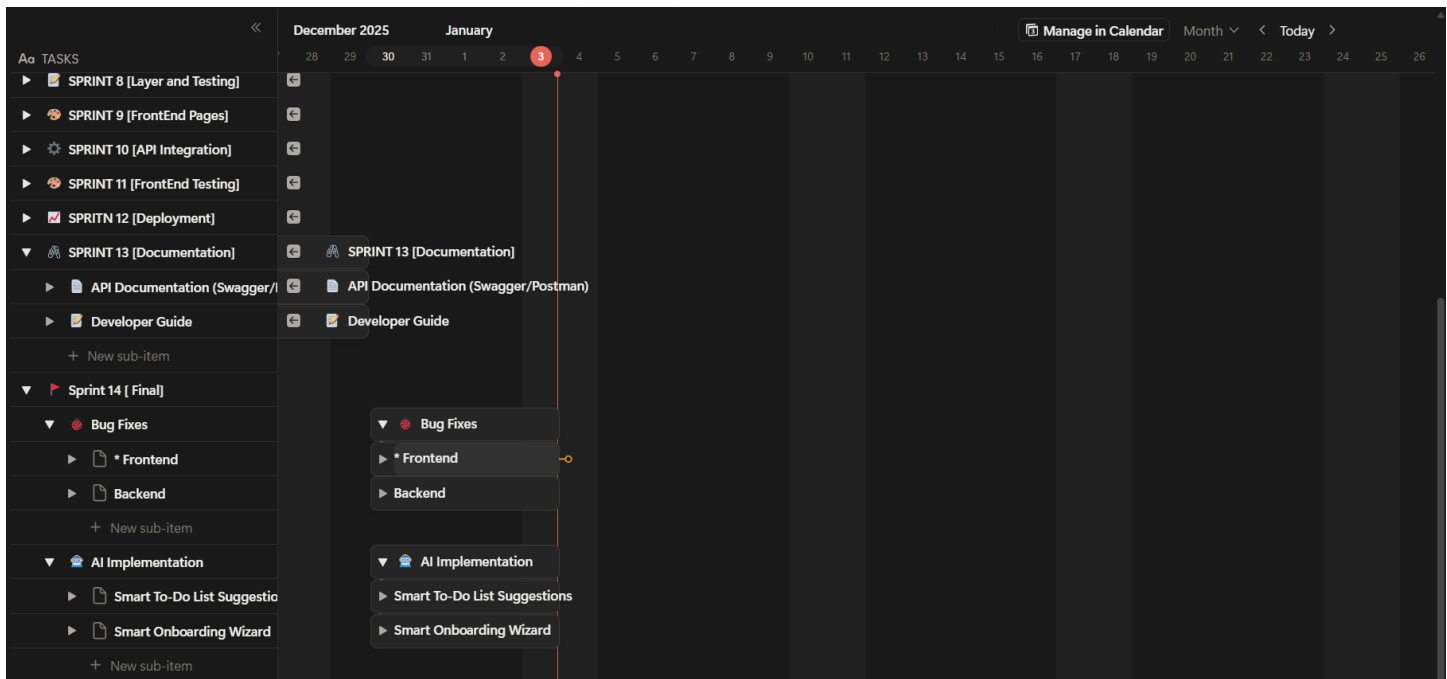 December 2025 January Manage in Calendar Month Today
Aa TASKS 28 29 30 31 1 2 3 4 5 6 7 8 9 10 11 12 13 14 15 16 17 18 19 20 21 22 23 24 25 26
SPRINT 8 [Layer and Testing]
SPRINT 9 [FrontEnd Pages]
SPRINT 10 [API Integration]
SPRINT 11 [FrontEnd Testing]
SPRITN 12 [Deployment]
SPRINT 13 [Documentation] SPRINT 13 [Documentation]
API Documentation (Swagger/ API Documentation (Swagger/Postman)
Developer Guide Developer Guide
+ New sub-item
Sprint 14 [ Final]
Bug Fixes Bug Fixes
* Frontend * Frontend
Backend Backend
+ New sub-item
AI Implementation AI Implementation
Smart To-Do List Suggestio Smart To-Do List Suggestions
Smart Onboarding Wizard Smart Onboarding Wizard
+ New sub-item